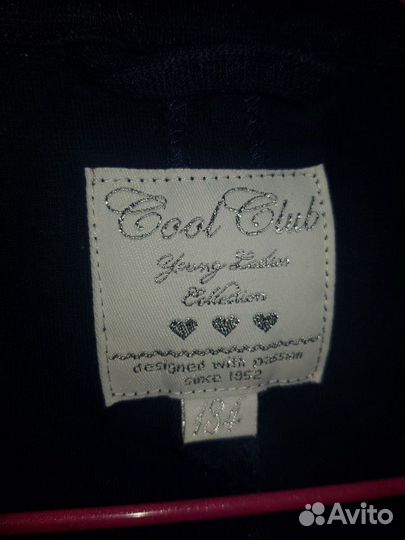 Cool Club
Young Ladies
Collection
designed with passion
since 1952
134
Avito